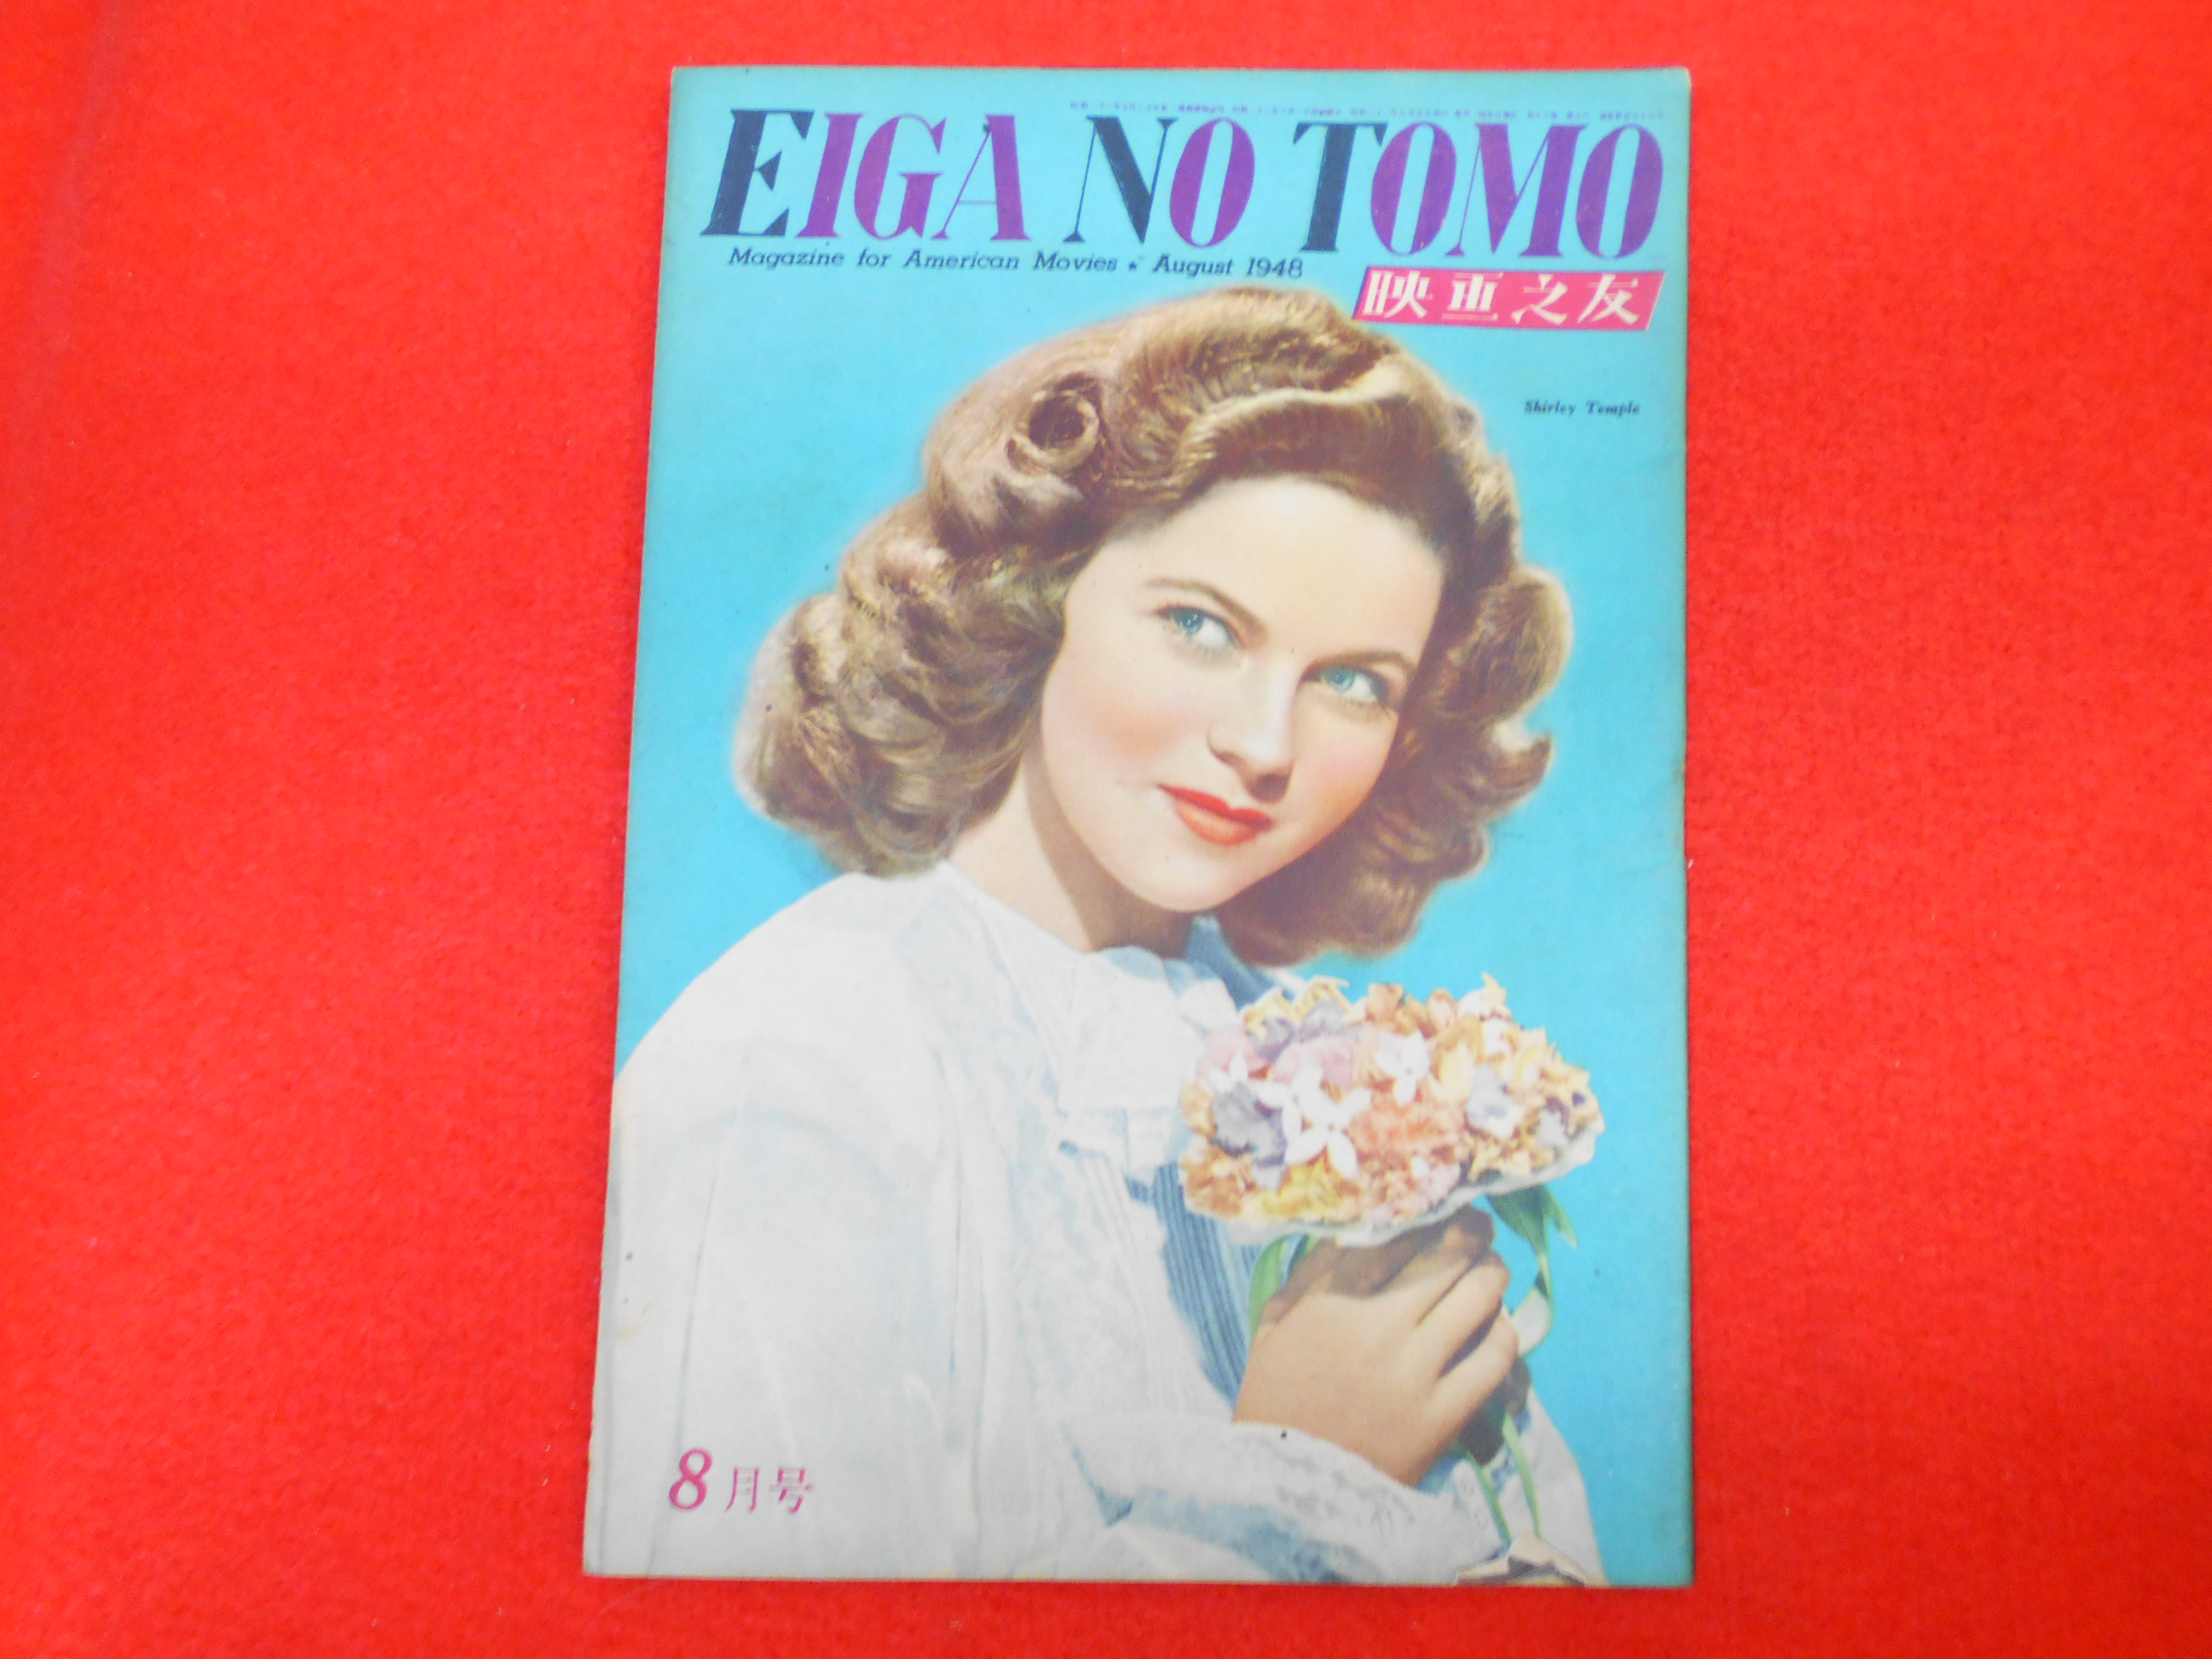 EIGA NO TOMO
Magazine for American Movies ★ August 1948
映画之友
Shirley Temple
8月号